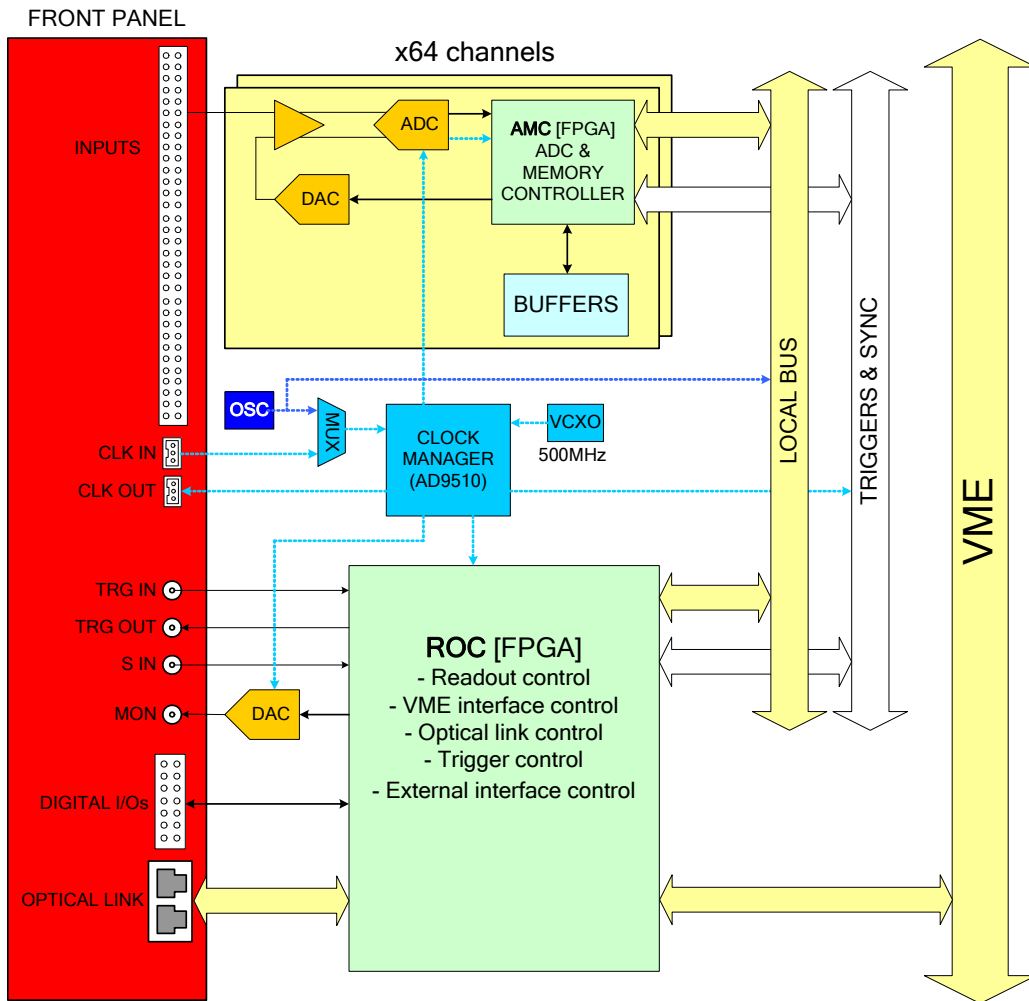 FRONT PANEL
x64 channels
INPUTS
ADC
AMC [FPGA]
ADC &
MEMORY
CONTROLLER
DAC
BUFFERS
OSC
MUX
CLOCK
MANAGER
(AD9510)
VCXO
500MHz
CLK IN
CLK OUT
LOCAL BUS
TRIGGERS & SYNC
VME
TRG IN
TRG OUT
S IN
MON
DAC
ROC [FPGA]
- Readout control
- VME interface control
- Optical link control
- Trigger control
- External interface control
DIGITAL I/Os
OPTICAL LINK